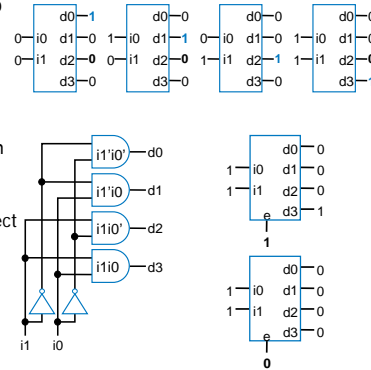 d0 1 d0 0 d0 0 d0
0 i0 d1 0 1 i0 d1 1 0 i0 d1 0 1 i0 d1
0 i1 d2 0 0 i1 d2 0 1 i1 d2 1 1 i1 d2
d3 0 d3 0 d3 0 d3
i1'i0' d0
i1'i0 d1
ect i1i0' d2
i1i0 d3
i1 i0
d0 0
1 i0 d1 0
1 i1 d2 0
e d3 1
1
d0 0
1 i0 d1 0
1 i1 d2 0
e d3 0
0